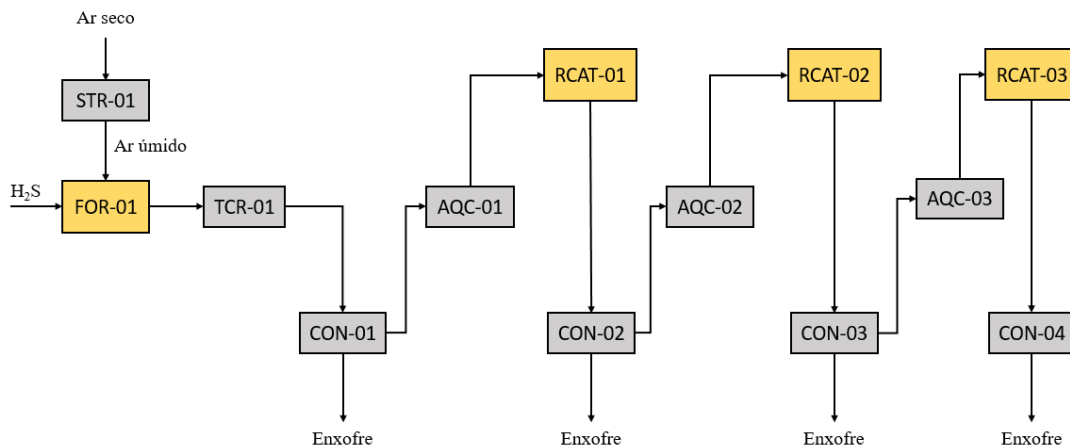 Ar seco
STR-01
Ar úmido
H₂S
FOR-01
TCR-01
CON-01
Enxofre
AQC-01
RCAT-01
CON-02
Enxofre
AQC-02
RCAT-02
CON-03
Enxofre
AQC-03
RCAT-03
CON-04
Enxofre